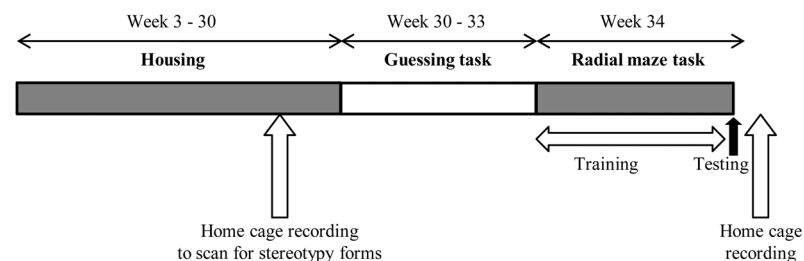 Week 3 - 30
Week 30 - 33
Week 34
Housing
Guessing task
Radial maze task
Training
Testing
Home cage recording
to scan for stereotypy forms
Home cage
recording